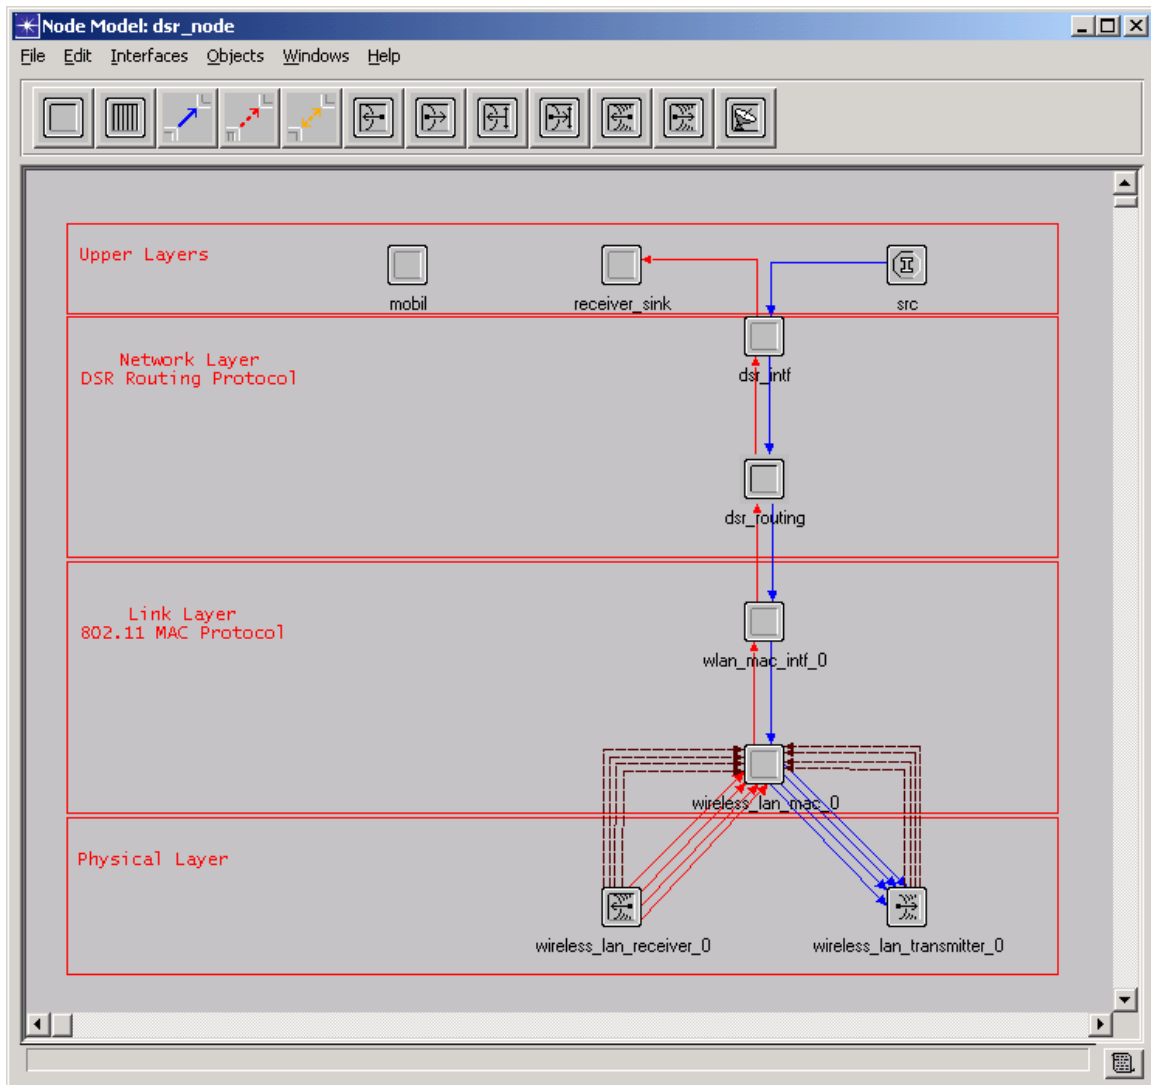 Node Model: dsr_node
File Edit Interfaces Objects Windows Help
Upper Layers
mobil
receiver_sink
src
Network Layer
DSR Routing Protocol
dsr_intf
dsr_routing
Link Layer
802.11 MAC Protocol
wlan_mac_intf_0
wireless_lan_mac_0
Physical Layer
wireless_lan_receiver_0
wireless_lan_transmitter_0